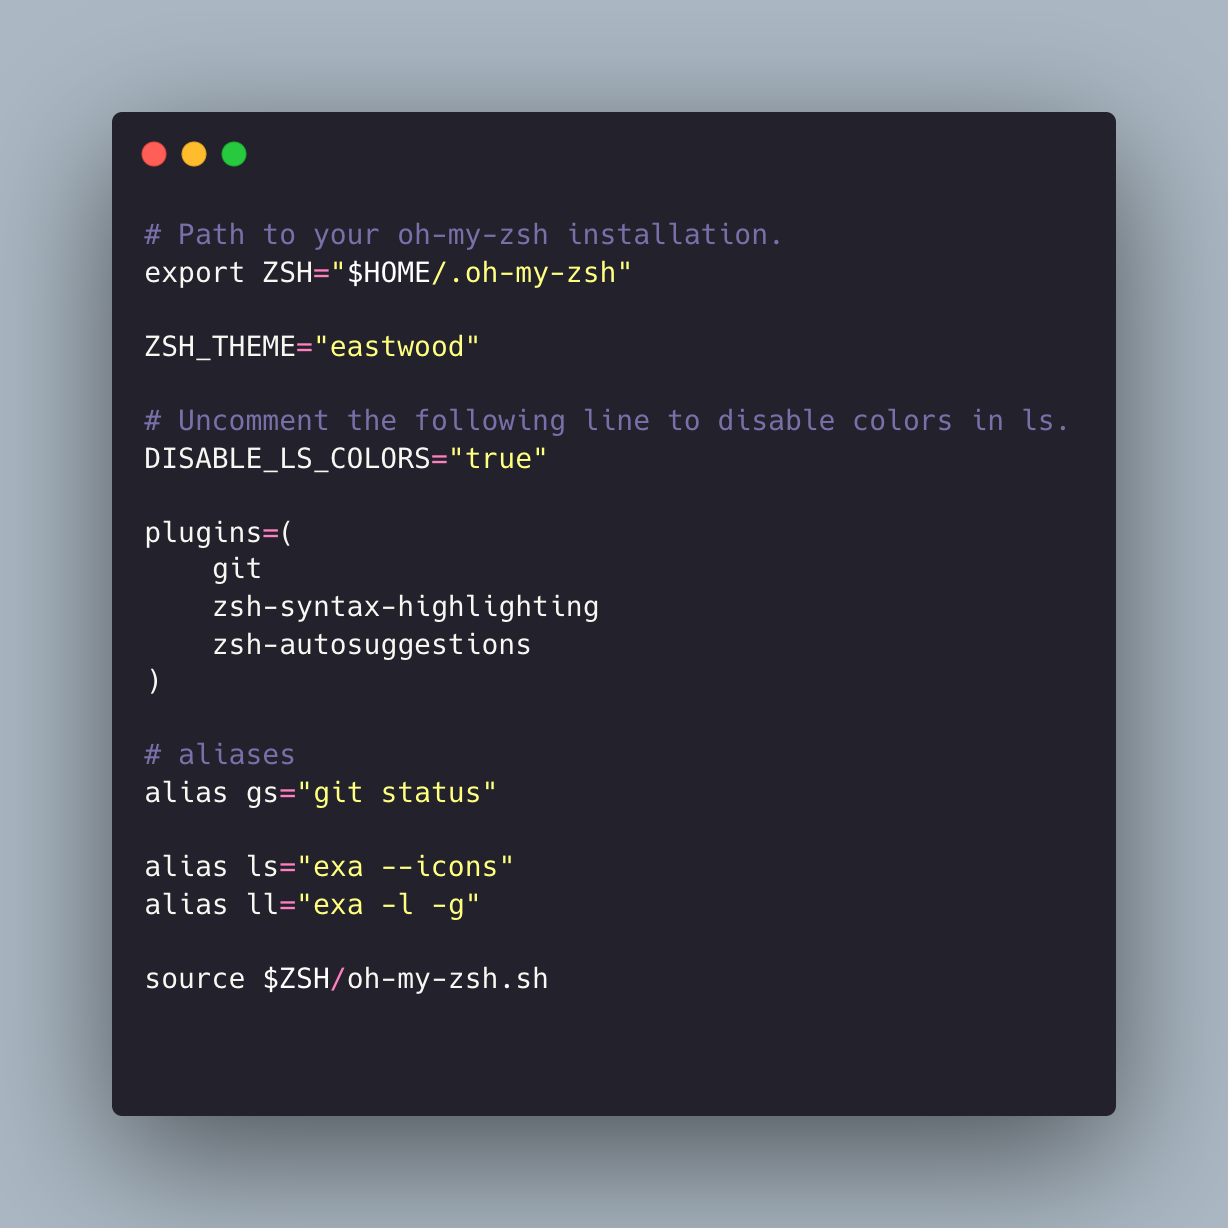 # Path to your oh-my-zsh installation.
export ZSH="$HOME/.oh-my-zsh"
ZSH_THEME="eastwood"
# Uncomment the following line to disable colors in ls.
DISABLE_LS_COLORS="true"
plugins=(
    git
    zsh-syntax-highlighting
    zsh-autosuggestions
)
# aliases
alias gs="git status"
alias ls="exa --icons"
alias ll="exa -l -g"
source $ZSH/oh-my-zsh.sh